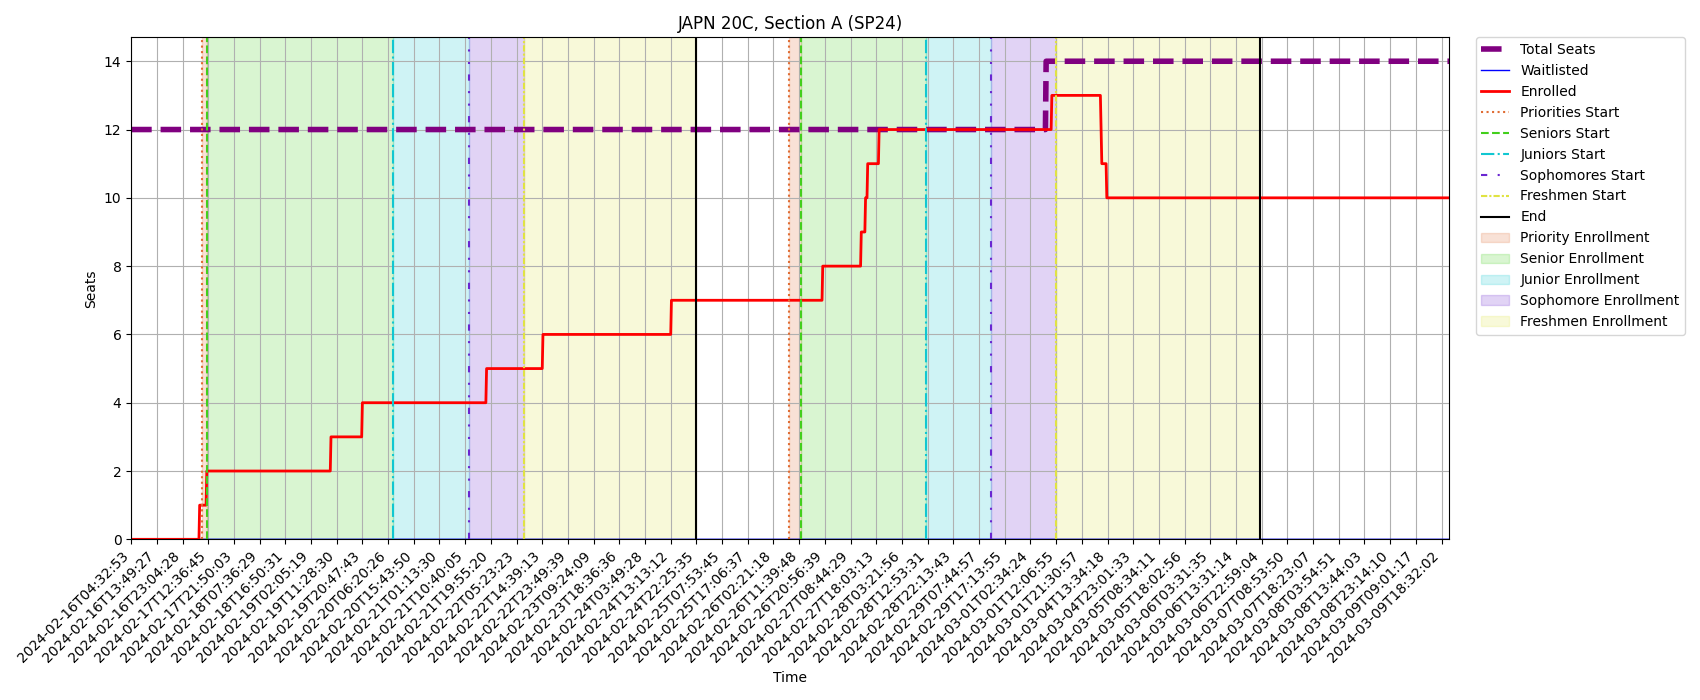 JAPN 20C, Section A (SP24)
Total Seats
Waitlisted
Enrolled
Priorities Start
Seniors Start
Juniors Start
Sophomores Start
Freshmen Start
End
Priority Enrollment
Senior Enrollment
Junior Enrollment
Sophomore Enrollment
Freshmen Enrollment
Seats
14
12
10
8
6
4
2
0
2024-02-16T04:32:53
2024-02-16T13:49:27
2024-02-16T23:04:28
2024-02-17T12:36:45
2024-02-17T21:50:03
2024-02-18T07:36:29
2024-02-18T16:50:31
2024-02-19T02:05:19
2024-02-19T11:28:30
2024-02-19T20:47:43
2024-02-20T06:20:26
2024-02-20T15:43:50
2024-02-21T01:13:30
2024-02-21T10:40:05
2024-02-21T19:55:20
2024-02-22T05:23:23
2024-02-22T14:39:13
2024-02-22T23:49:39
2024-02-23T09:24:09
2024-02-23T18:36:36
2024-02-24T03:49:28
2024-02-24T13:13:12
2024-02-24T22:25:35
2024-02-25T07:53:45
2024-02-25T17:06:37
2024-02-26T02:21:18
2024-02-26T11:39:48
2024-02-26T20:56:39
2024-02-27T08:44:29
2024-02-27T18:03:13
2024-02-28T03:21:56
2024-02-28T12:53:31
2024-02-28T22:13:43
2024-02-29T07:44:57
2024-02-29T17:13:55
2024-03-01T02:34:24
2024-03-01T12:06:55
2024-03-01T21:30:57
2024-03-04T13:34:18
2024-03-04T23:01:33
2024-03-05T08:34:11
2024-03-05T18:02:56
2024-03-06T03:31:35
2024-03-06T13:31:14
2024-03-06T22:59:04
2024-03-07T08:53:50
2024-03-07T18:23:07
2024-03-08T03:54:51
2024-03-08T13:44:03
2024-03-08T23:14:10
2024-03-09T09:01:17
2024-03-09T18:32:02
Time